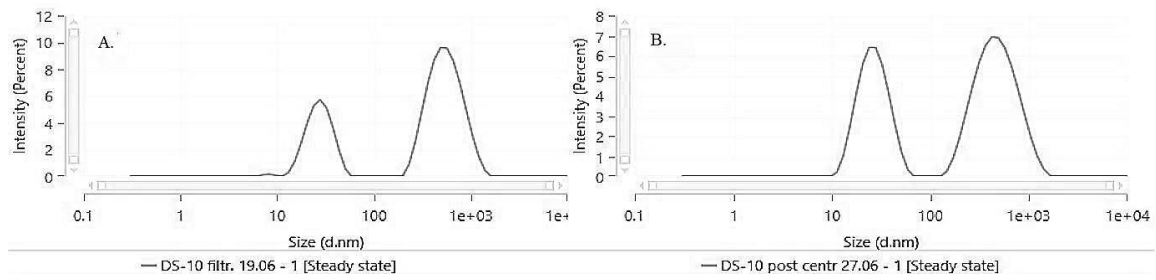 A.
Intensity (Percent)
12
10
8
6
4
2
0
0.1 1 10 100 1e+03 1e+
Size (d.nm)
DS-10 filtr. 19.06 - 1 [Steady state]
B.
Intensity (Percent)
8
7
6
5
4
3
2
1
0
0.1 1 10 100 1e+03 1e+04
Size (d.nm)
DS-10 post centr 27.06 - 1 [Steady state]